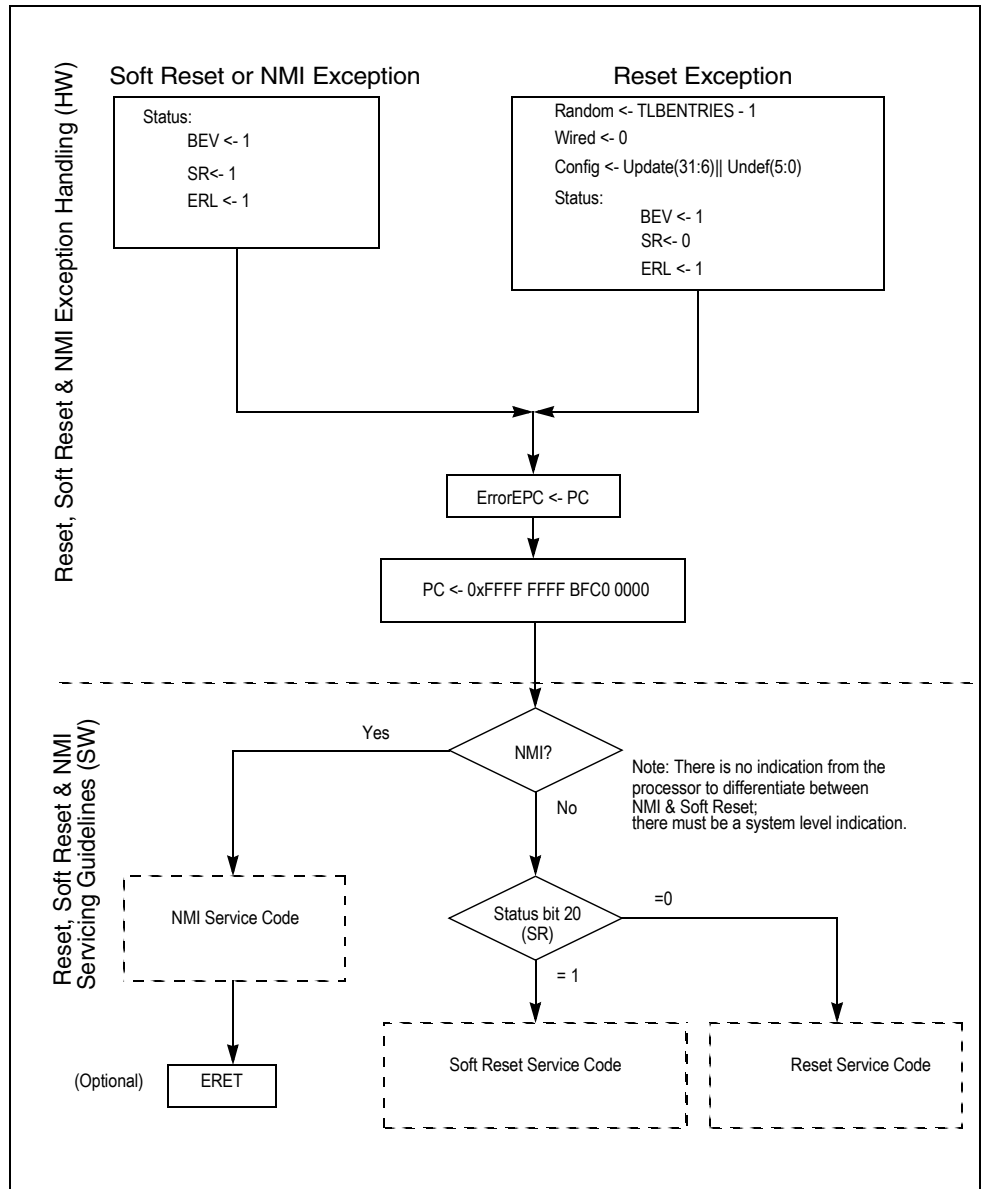 Reset, Soft Reset & NMI Exception Handling (HW)
Soft Reset or NMI Exception
Status:
BEV <- 1
SR<- 1
ERL <- 1
Reset Exception
Random <- TLBENTRIES - 1
Wired <- 0
Config <- Update(31:6)|| Undef(5:0)
Status:
BEV <- 1
SR<- 0
ERL <- 1
ErrorEPC <- PC
PC <- 0xFFFF FFFF BFC0 0000
Reset, Soft Reset & NMI
Servicing Guidelines (SW)
Yes
NMI?
No
Note: There is no indication from the
processor to differentiate between
NMI & Soft Reset;
there must be a system level indication.
NMI Service Code
Status bit 20
(SR)
=0
= 1
Soft Reset Service Code
Reset Service Code
(Optional)
ERET